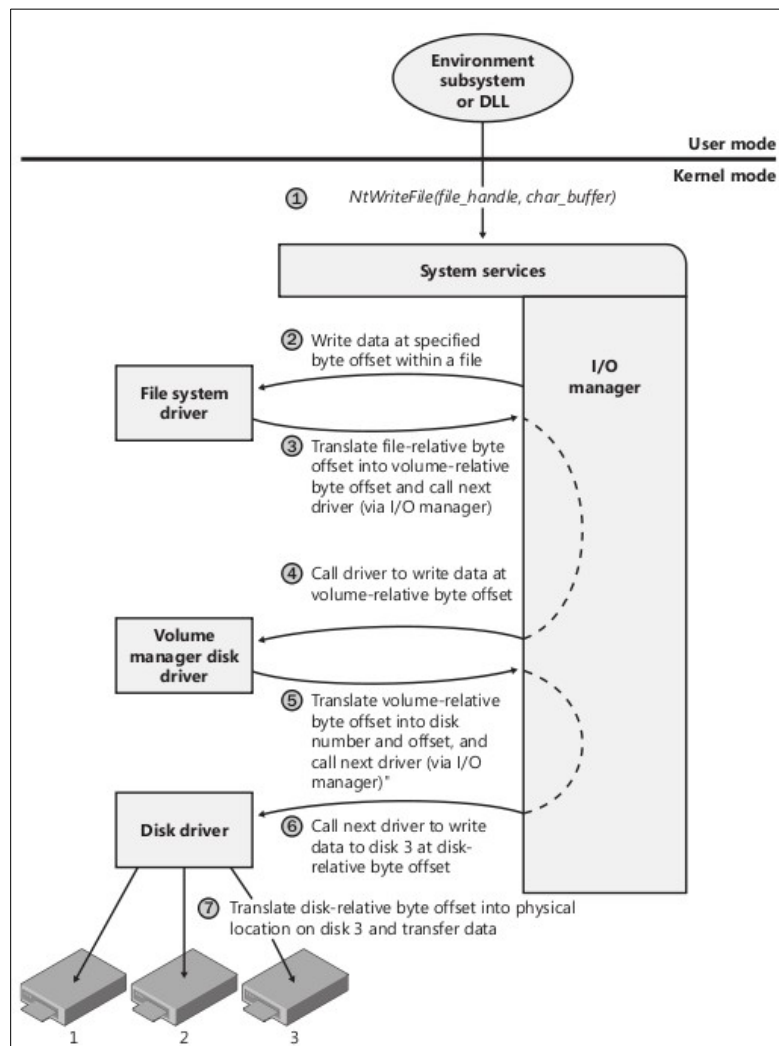 Environment
subsystem
or DLL
User mode
Kernel mode
1 NtWriteFile(file_handle, char_buffer)
System services
2 Write data at specified
byte offset within a file
I/O
manager
File system
driver
3 Translate file-relative byte
offset into volume-relative
byte offset and call next
driver (via I/O manager)
4 Call driver to write data at
volume-relative byte offset
Volume
manager disk
driver
5 Translate volume-relative
byte offset into disk
number and offset, and
call next driver (via I/O
manager)"
Disk driver
6 Call next driver to write
data to disk 3 at disk-
relative byte offset
7 Translate disk-relative byte offset into physical
location on disk 3 and transfer data
1
2
3